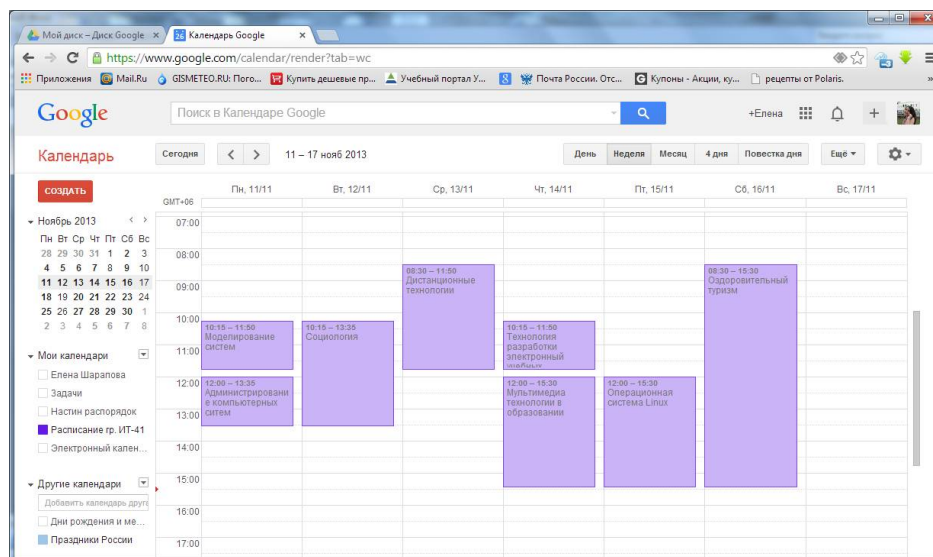 Мой диск – Диск Google
Календарь Google
https://www.google.com/calendar/render?tab=wc
Приложения Mail.Ru GISMETEO.RU: Пого... Купить дешевые пр... Учебный портал У... Почта России. Отс... Купоны - Акции, ку... рецепты от Polaris.
Google
Поиск в Календаре Google
+Елена
Календарь
Сегодня
11 – 17 нояб 2013
День Неделя Месяц 4 дня Повестка дня Ещё
СОЗДАТЬ
Ноябрь 2013
Пн Вт Ср Чт Пт Сб Вс
28 29 30 31 1 2 3
4 5 6 7 8 9 10
11 12 13 14 15 16 17
18 19 20 21 22 23 24
25 26 27 28 29 30 1
2 3 4 5 6 7 8
Мои календари
Елена Шарапова
Задачи
Настин распорядок
Расписание гр. ИТ-41
Электронный кален...
Другие календари
Добавить календарь друга
Дни рождения и ме...
Праздники России
Пн, 11/11 Вт, 12/11 Ср, 13/11 Чт, 14/11 Пт, 15/11 Сб, 16/11 Вс, 17/11
GMT+06
07:00
08:00
09:00
10:00
11:00
12:00
13:00
14:00
15:00
16:00
17:00
10:15 – 11:50
Моделирование
систем
12:00 – 13:35
Администрировани
е компьютерных
ситем
10:15 – 13:35
Социология
08:30 – 11:50
Дистанционные
технологии
10:15 – 11:50
Технология
разработки
электронный
12:00 – 15:30
Мультимедиа
технологии в
образовании
12:00 – 15:30
Операционная
система Linux
08:30 – 15:30
Оздоровительный
туризм